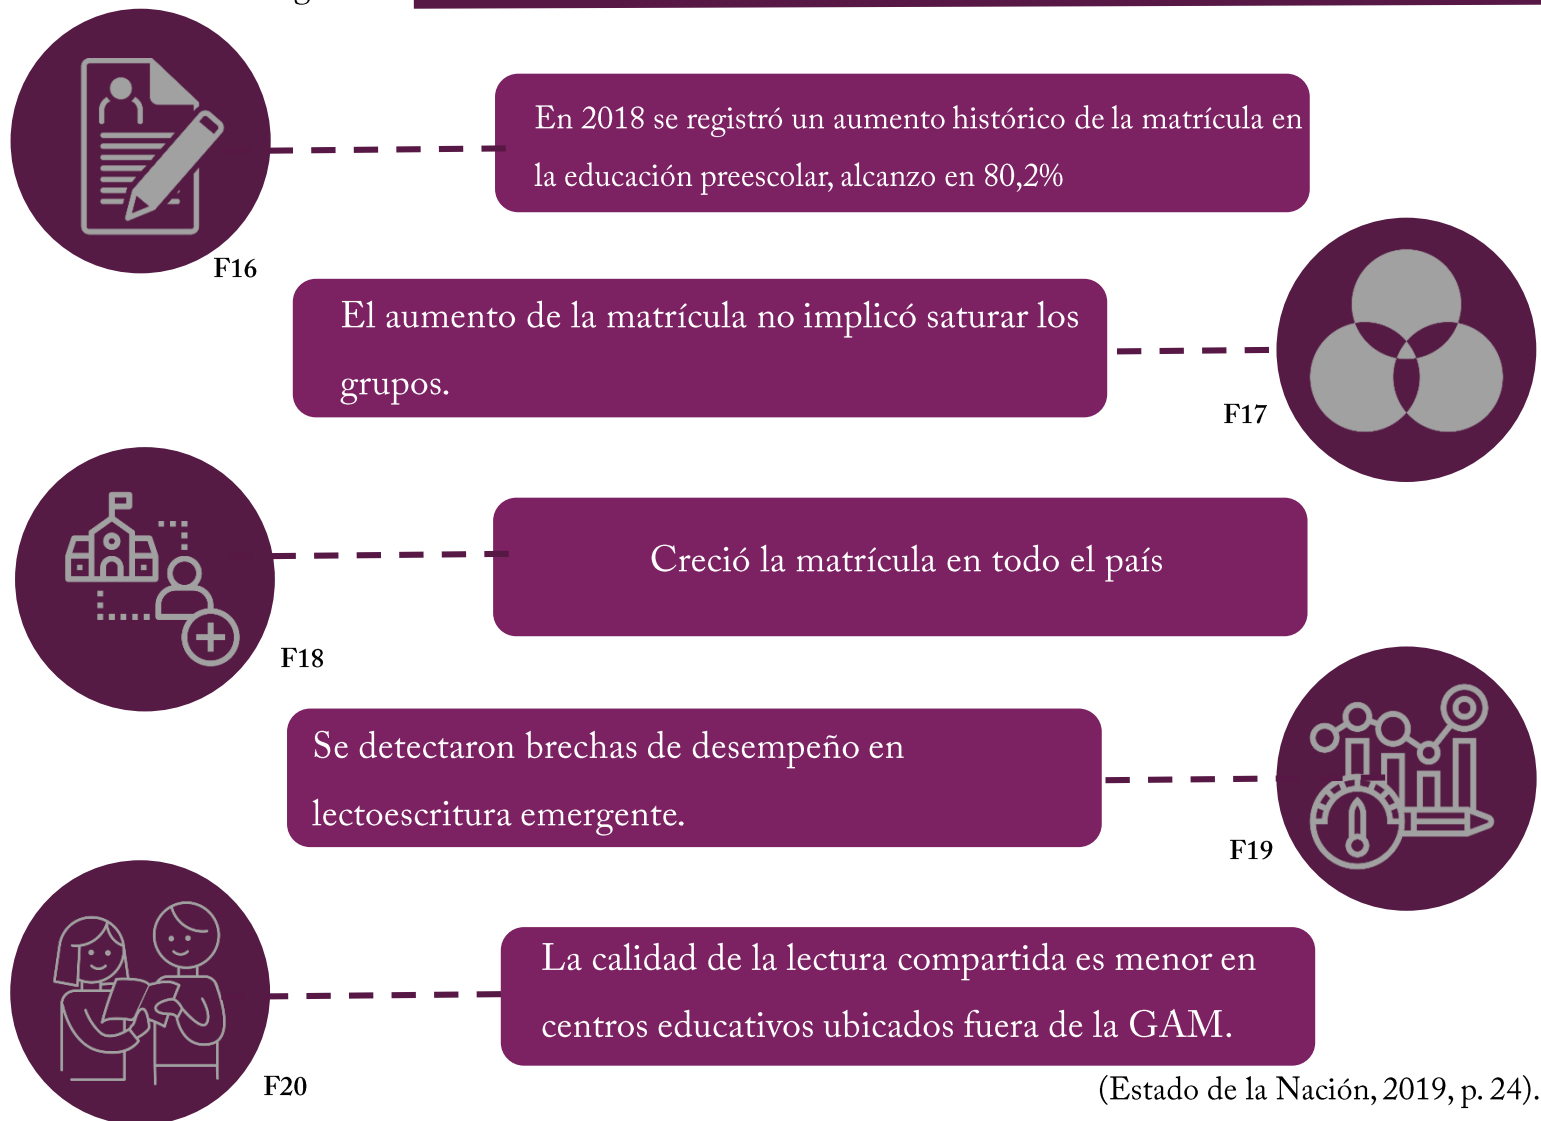 En 2018 se registró un aumento histórico de la matrícula en
la educación preescolar, alcanzo en 80,2%
F16
El aumento de la matrícula no implicó saturar los
grupos.
F17
Creció la matrícula en todo el país
F18
Se detectaron brechas de desempeño en
lectoescritura emergente.
F19
La calidad de la lectura compartida es menor en
centros educativos ubicados fuera de la GAM.
F20
(Estado de la Nación, 2019, p. 24).